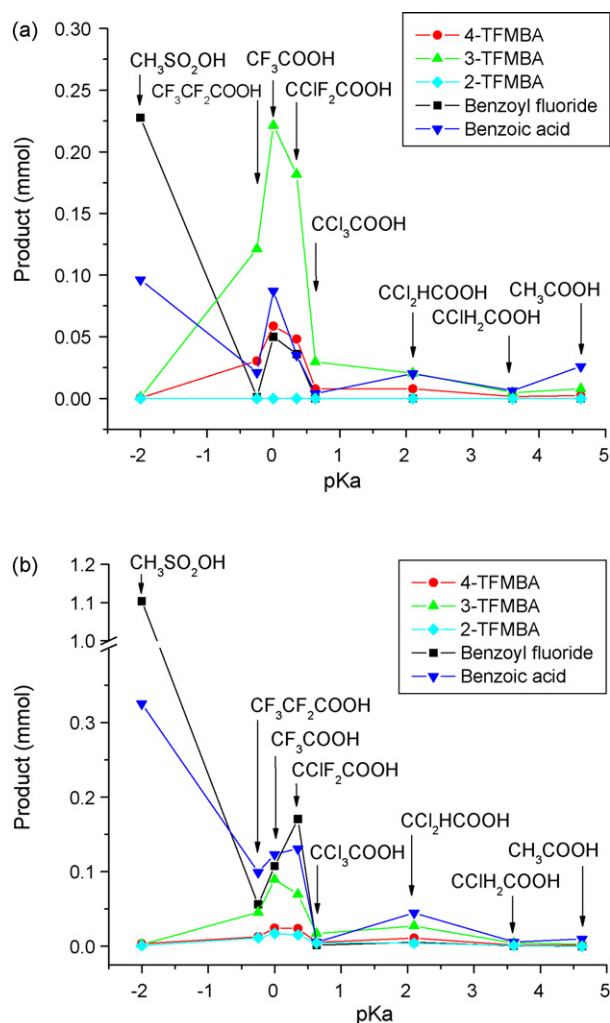 (a)
0.30
0.25
0.20
0.15
0.10
0.05
0.00
Product (mmol)
CH₃SO₂OH
CF₃COOH
CF₃CF₂COOH
CClF₂COOH
CCl₃COOH
CCl₂HCOOH
CClH₂COOH
CH₃COOH
4-TFMBA
3-TFMBA
2-TFMBA
Benzoyl fluoride
Benzoic acid
-2 -1 0 1 2 3 4 5
pKa
(b)
1.2
1.1
1.0
0.3
0.2
0.1
0.0
Product (mmol)
CH₃SO₂OH
CF₃CF₂COOH
CF₃COOH
CClF₂COOH
CCl₃COOH
CCl₂HCOOH
CClH₂COOH
CH₃COOH
4-TFMBA
3-TFMBA
2-TFMBA
Benzoyl fluoride
Benzoic acid
-2 -1 0 1 2 3 4 5
pKa